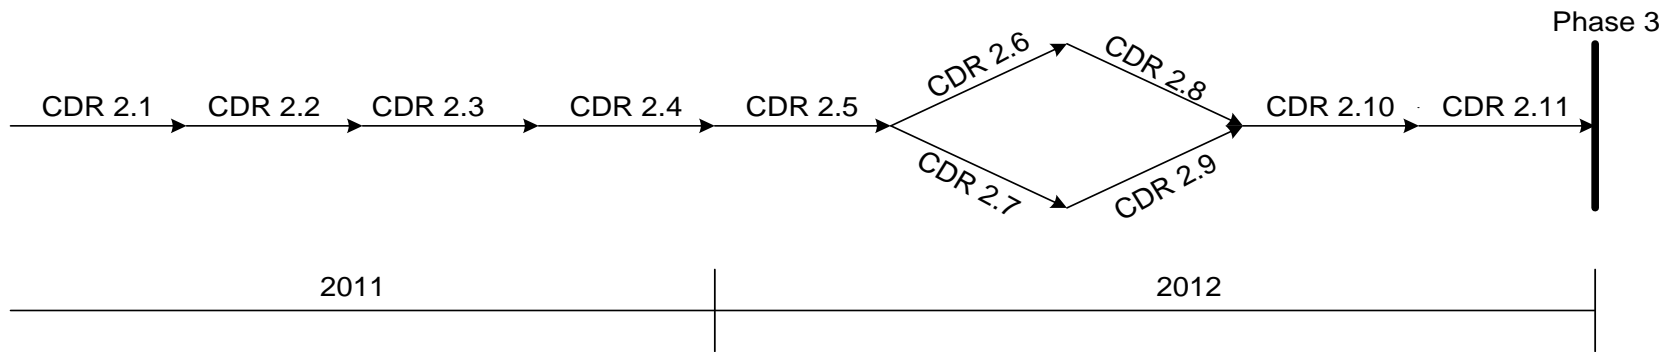 Phase 3
CDR 2.1
CDR 2.2
CDR 2.3
CDR 2.4
CDR 2.5
CDR 2.6
CDR 2.8
CDR 2.7
CDR 2.9
CDR 2.10
CDR 2.11
2011
2012